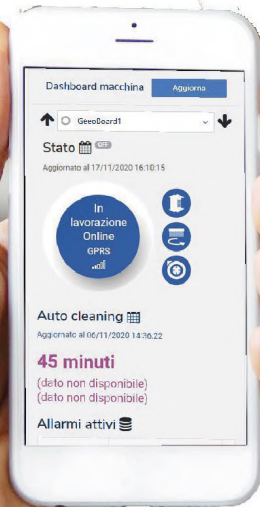 Dashboard macchina Aggiorna
GeeoBoard1
Stato OFF
Aggiornato al 17/11/2020 16:10:15
In
lavorazione
Online
GPRS
Auto cleaning
Aggiornato al 06/11/2020 14:36:22
45 minuti
(dato non disponibile)
(dato non disponibile)
Allarmi attivi